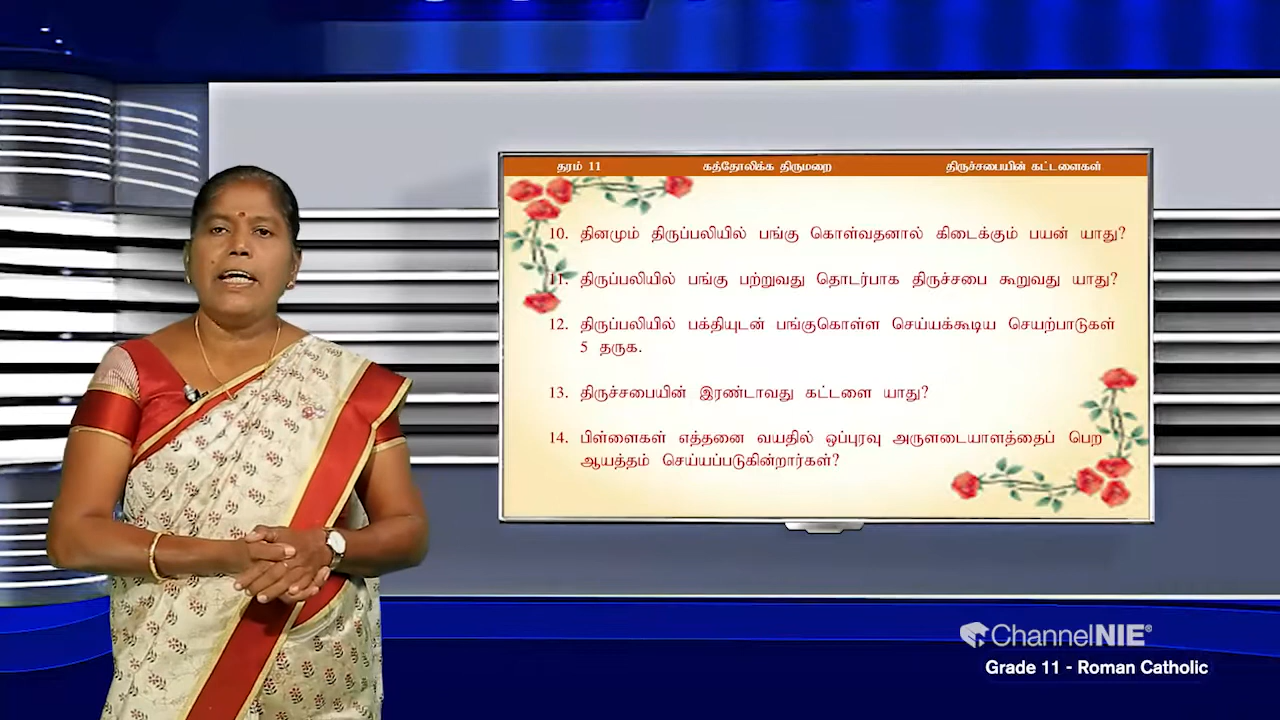 தரம் 11 கத்தோலிக்க திருமறை திருச்சபையின் கட்டளைகள்
10. தினமும் திருப்பலியில் பங்கு கொள்வதனால் கிடைக்கும் பயன் யாது?
11. திருப்பலியில் பங்கு பற்றுவது தொடர்பாக திருச்சபை கூறுவது யாது?
12. திருப்பலியில் பக்தியுடன் பங்குகொள்ள செய்யக்கூடிய செயற்பாடுகள்
5 தருக.
13. திருச்சபையின் இரண்டாவது கட்டளை யாது?
14. பிள்ளைகள் எத்தனை வயதில் ஒப்புரவு அருளடையாளத்தைப் பெற
ஆயத்தம் செய்யப்படுகின்றார்கள்?
ChannelNIE®
Grade 11 - Roman Catholic